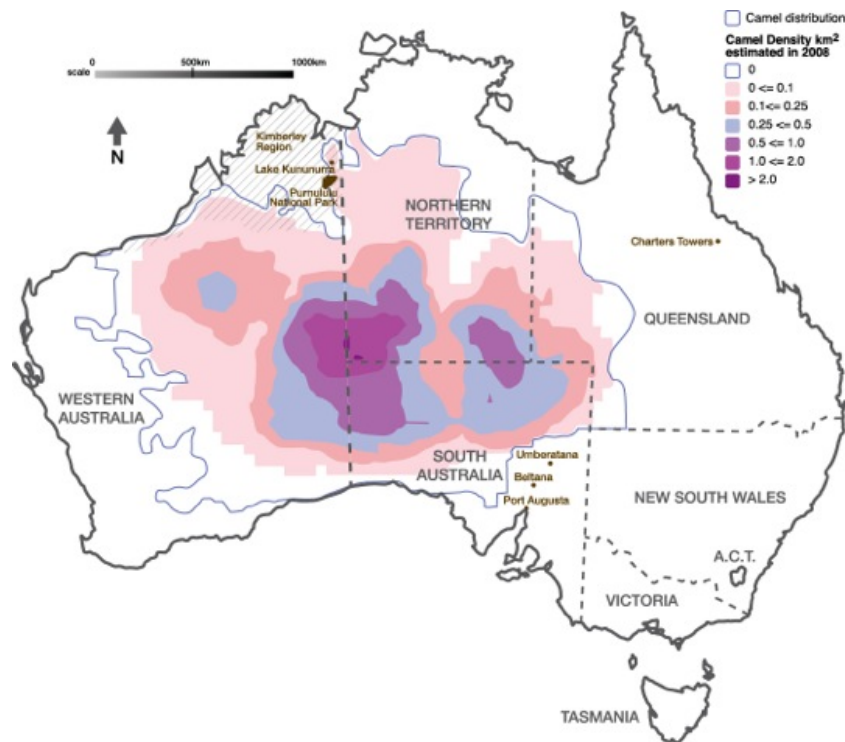 Camel distribution
Camel Density km²
estimated in 2008
0
0 <= 0.1
0.1<= 0.25
0.25 <= 0.5
0.5 <= 1.0
1.0 <= 2.0
> 2.0
0
500km
1000km
scale
N
Kimberley
Region
Lake Kununurra
Purnululu
National Park
NORTHERN
TERRITORY
Charters Towers
QUEENSLAND
WESTERN
AUSTRALIA
SOUTH
AUSTRALIA
Umberatana
Beltana
Port Augusta
NEW SOUTH WALES
A.C.T.
VICTORIA
TASMANIA